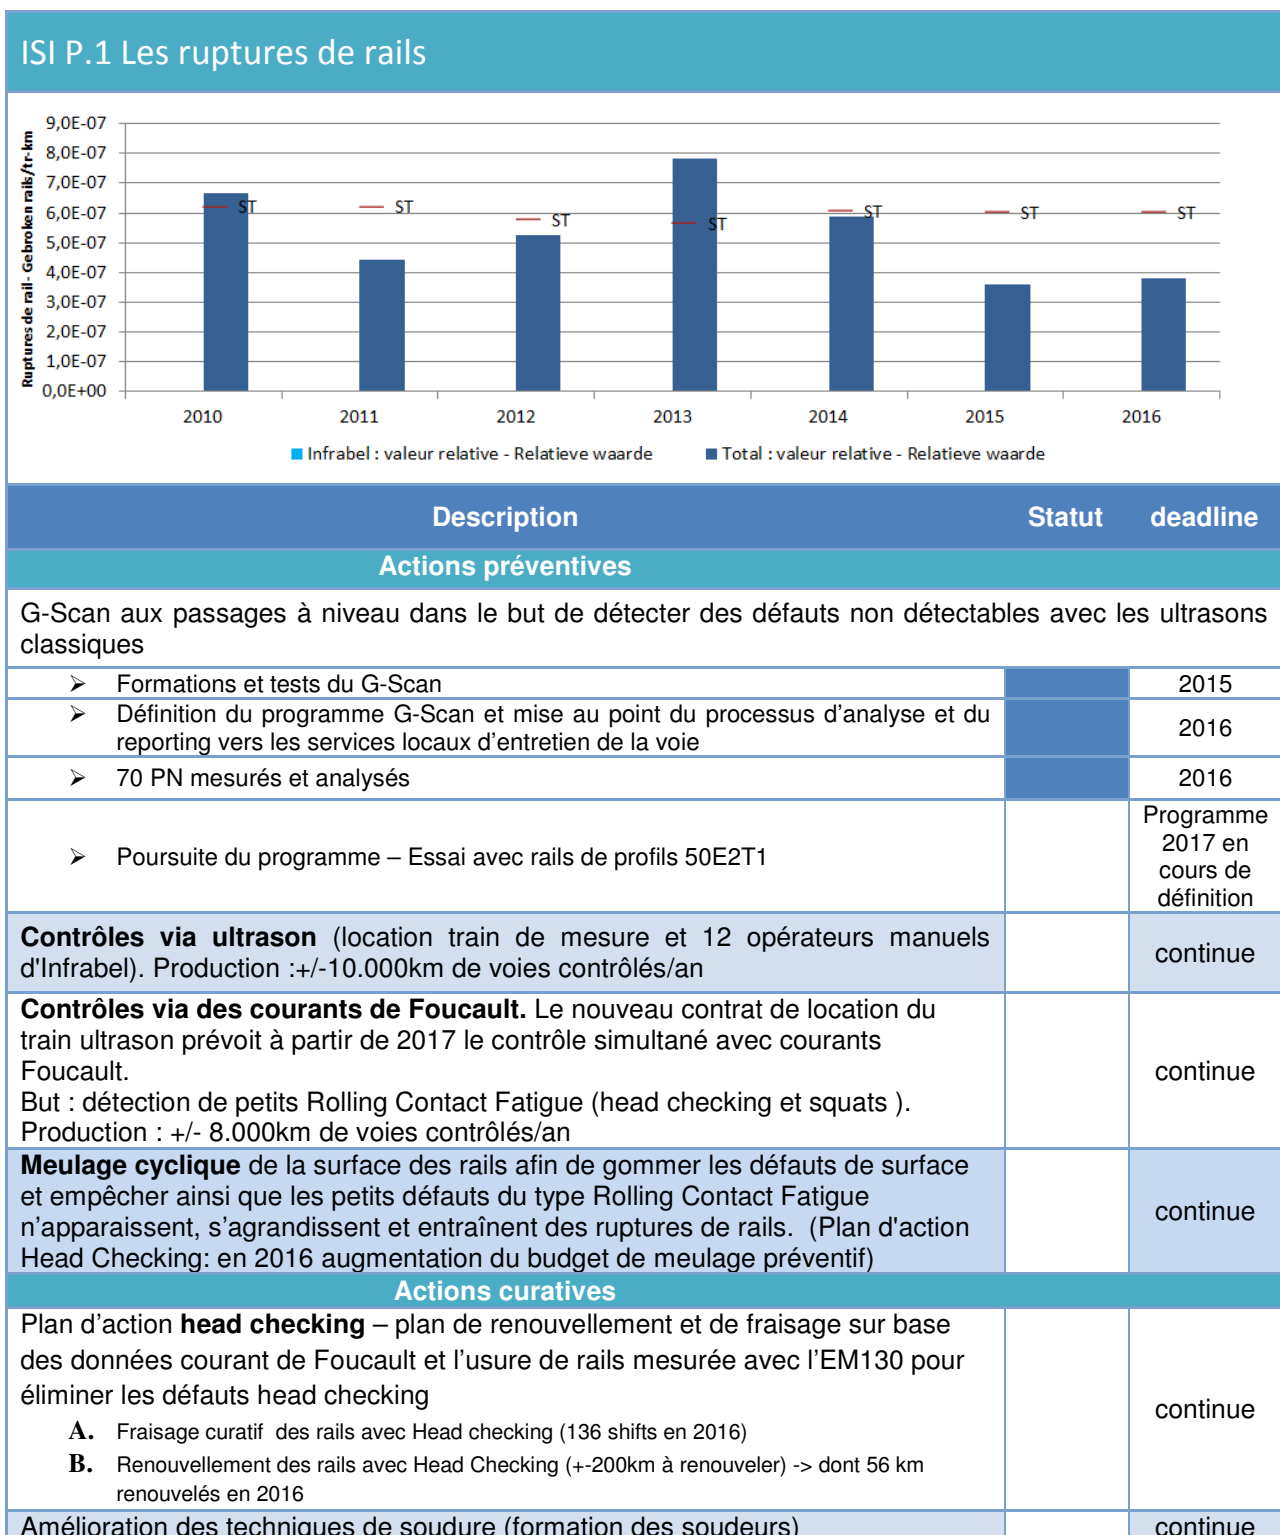 ISI P.1 Les ruptures de rails
9,0E-07
8,0E-07
7,0E-07
6,0E-07
5,0E-07
4,0E-07
3,0E-07
2,0E-07
1,0E-07
0,0E+00
Ruptures de rail - Gebroken rails/tr-km
ST ST ST ST ST ST ST
2010 2011 2012 2013 2014 2015 2016
Infrabel : valeur relative - Relatieve waarde Total : valeur relative - Relatieve waarde
Description Statut deadline
Actions préventives
G-Scan aux passages à niveau dans le but de détecter des défauts non détectables avec les ultrasons
classiques
➢ Formations et tests du G-Scan 2015
➢ Définition du programme G-Scan et mise au point du processus d’analyse et du
reporting vers les services locaux d’entretien de la voie 2016
➢ 70 PN mesurés et analysés 2016
➢ Poursuite du programme – Essai avec rails de profils 50E2T1
Programme
2017 en
cours de
définition
Contrôles via ultrason (location train de mesure et 12 opérateurs manuels
d'Infrabel). Production :+/-10.000km de voies contrôlés/an
continue
Contrôles via des courants de Foucault. Le nouveau contrat de location du
train ultrason prévoit à partir de 2017 le contrôle simultané avec courants
Foucault.
But : détection de petits Rolling Contact Fatigue (head checking et squats ).
Production : +/- 8.000km de voies contrôlés/an
continue
Meulage cyclique de la surface des rails afin de gommer les défauts de surface
et empêcher ainsi que les petits défauts du type Rolling Contact Fatigue
n’apparaissent, s’agrandissent et entraînent des ruptures de rails. (Plan d'action
Head Checking: en 2016 augmentation du budget de meulage préventif)
continue
Actions curatives
Plan d’action head checking – plan de renouvellement et de fraisage sur base
des données courant de Foucault et l’usure de rails mesurée avec l’EM130 pour
éliminer les défauts head checking
A. Fraisage curatif des rails avec Head checking (136 shifts en 2016)
B. Renouvellement des rails avec Head Checking (+-200km à renouveler) -> dont 56 km
renouvelés en 2016
continue
Amélioration des techniques de soudure (formation des soudeurs) continue